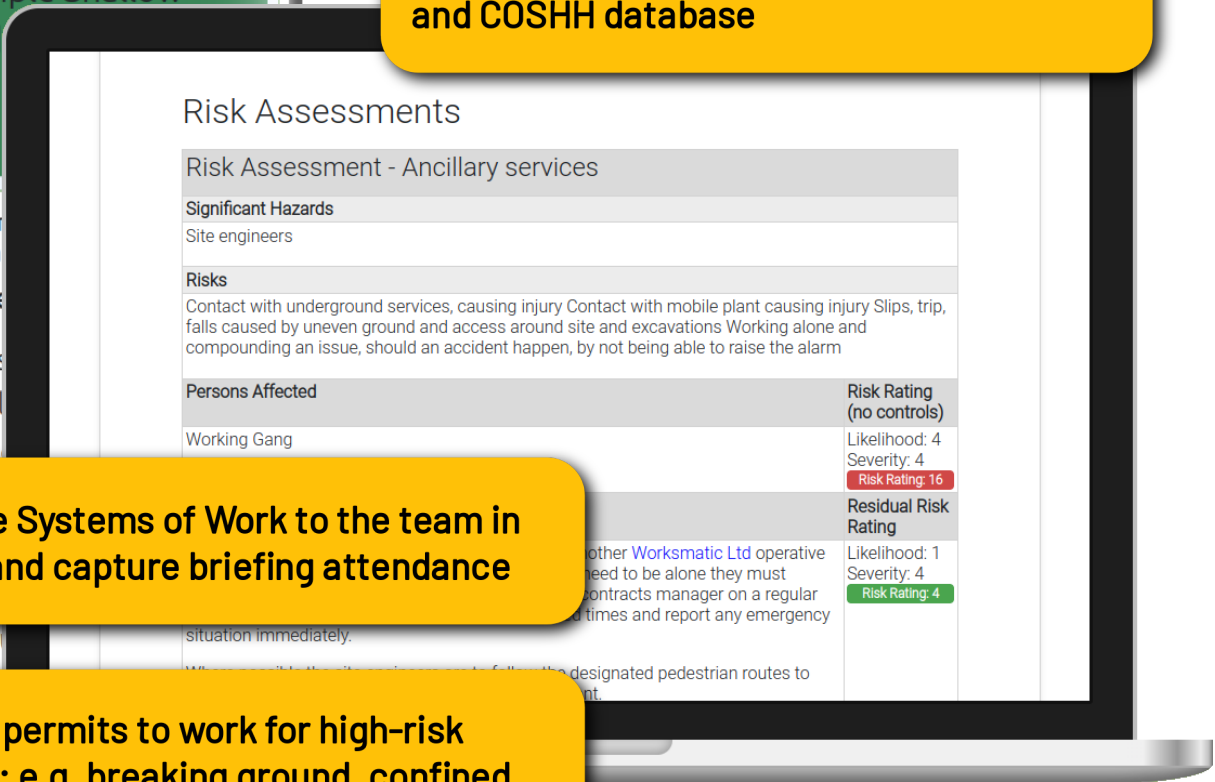 and COSHH database
Risk Assessments
Risk Assessment - Ancillary services
Significant Hazards
Site engineers
Risks
Contact with underground services, causing injury Contact with mobile plant causing injury Slips, trip,
falls caused by uneven ground and access around site and excavations Working alone and
compounding an issue, should an accident happen, by not being able to raise the alarm
Persons Affected
Risk Rating
(no controls)
Working Gang
Likelihood: 4
Severity: 4
Risk Rating: 16
Residual Risk
Rating
Systems of Work to the team in
and capture briefing attendance
other Worksmatic Ltd operative
need to be alone they must
contracts manager on a regular
times and report any emergency
situation immediately.
Likelihood: 1
Severity: 4
Risk Rating: 4
designated pedestrian routes to
permits to work for high-risk
e.g. breaking ground, confined